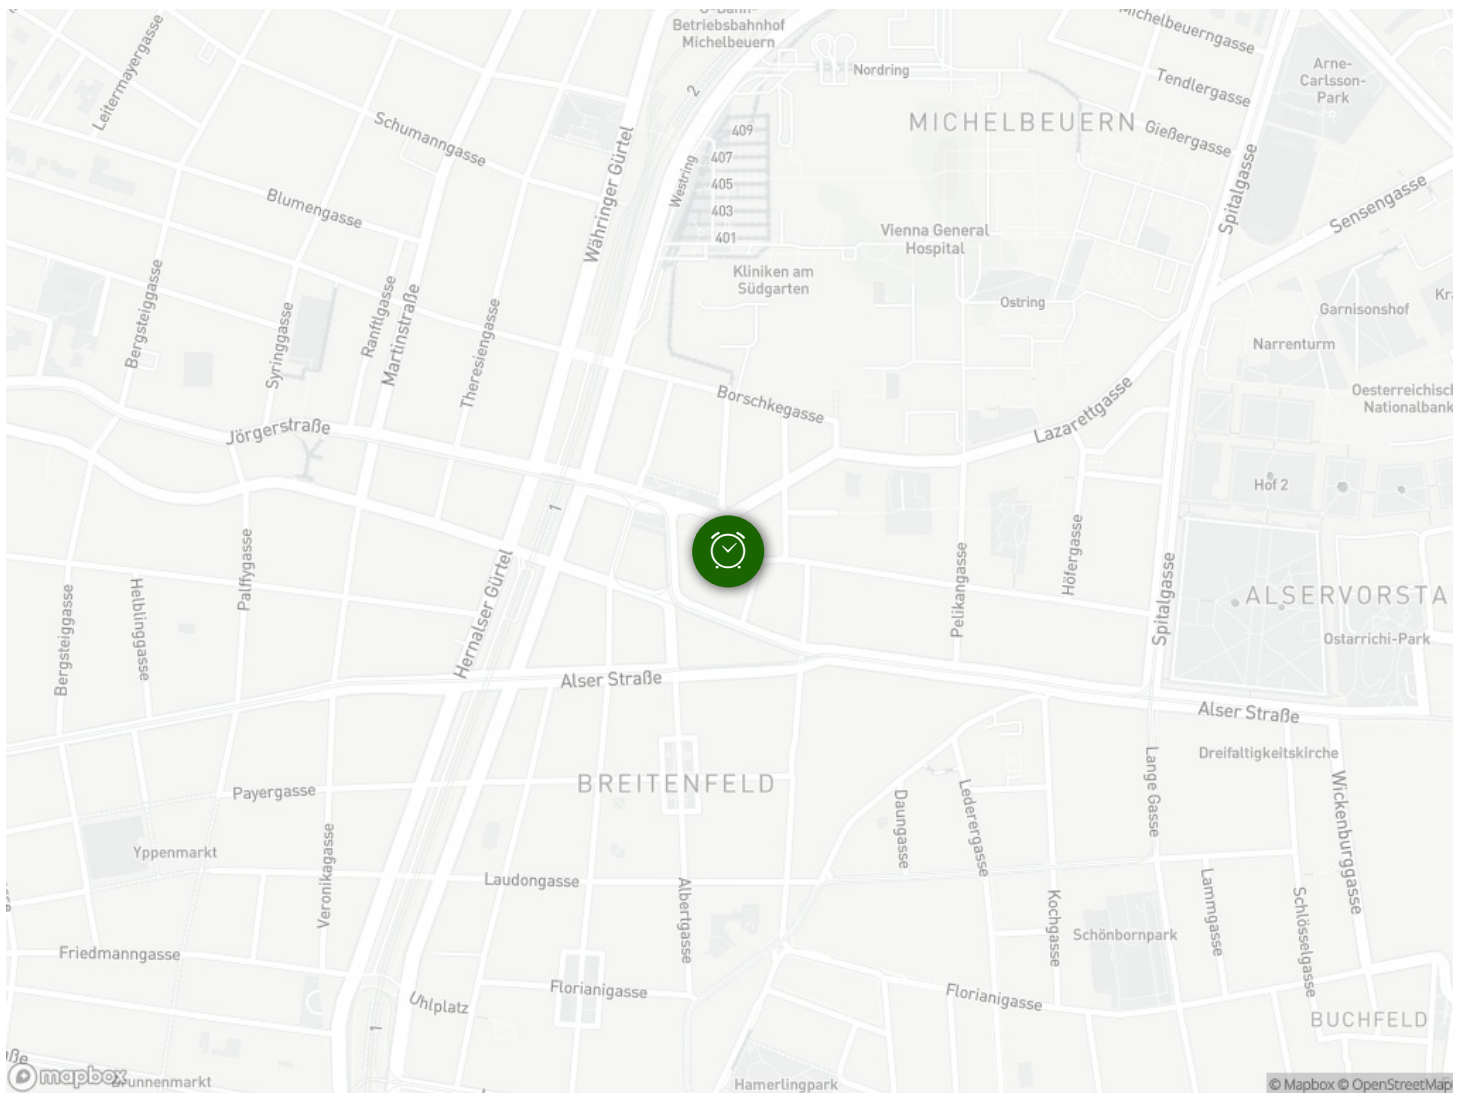 Betriebsbahnhof
Michelbeuern
Michelbeuerngasse
Leitermayergasse
Nordring
Arne-
Carlsson-
Park
2
Tendlergasse
MICHELBEUERN
Schumanngasse
409
Gießergasse
407
Währinger Gürtel
Westring
405
Spitalgasse
Sensengasse
Blumengasse
403
401
Vienna General
Hospital
Kliniken am
Südgarten
Ostring
Garnisonshof
Bergsteiggasse
Syringgasse
Ranftlgasse
Martinstraße
Theresiengasse
Narrenturm
Borschkegasse
Oesterreichisc
Nationalbank
Lazarettgasse
Jörgerstraße
Hof 2
1
Palffygasse
Hernalser Gürtel
Pelikangasse
Höfergasse
Spitalgasse
Bergsteiggasse
Helblinggasse
ALSERVORSTA
Ostarrichi-Park
Alser Straße
Alser Straße
Dreifaltigkeitskirche
BREITENFELD
Payergasse
Daungasse
Lederergasse
Lange Gasse
Wickenburggasse
Yppenmarkt
Veronikagasse
Laudongasse
Albertgasse
Kochgasse
Lammgasse
Schlösselgasse
Schönbornpark
Friedmanngasse
Florianigasse
Florianigasse
Uhlplatz
1
BUCHFELD
mapbox
Brunnenmarkt
Hamerlingpark
© Mapbox © OpenStreetMap